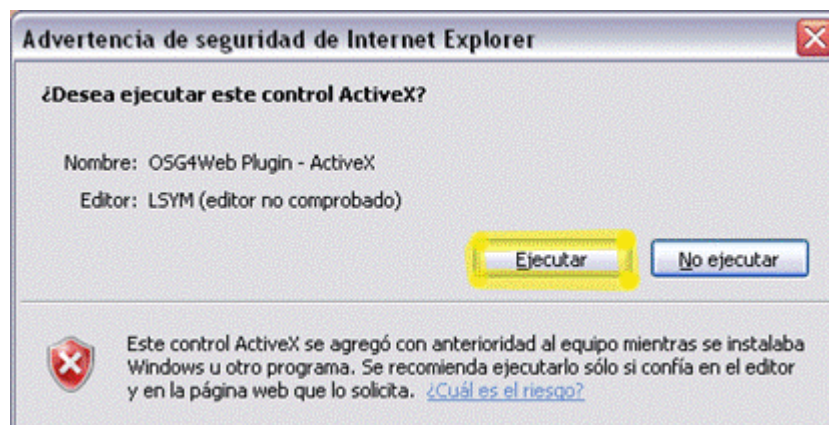 Advertencia de seguridad de Internet Explorer
¿Desea ejecutar este control ActiveX?
Nombre: OSG4Web Plugin - ActiveX
Editor: LSYM (editor no comprobado)
Ejecutar
No ejecutar
Este control ActiveX se agregó con anterioridad al equipo mientras se instalaba
Windows u otro programa. Se recomienda ejecutarlo sólo si confía en el editor
y en la página web que lo solicita. ¿Cuál es el riesgo?